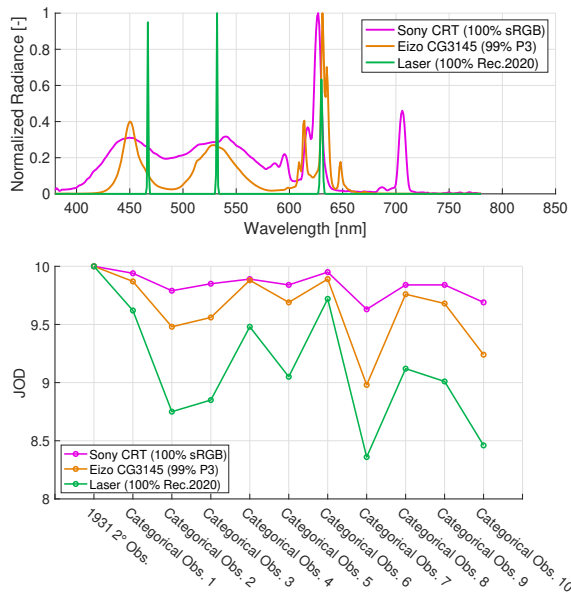 Normalized Radiance [-]
1
0.8
0.6
0.4
0.2
0
Sony CRT (100% sRGB)
Eizo CG3145 (99% P3)
Laser (100% Rec.2020)
400 450 500 550 600 650 700 750 800 850
Wavelength [nm]
JOD
10
9.5
9
8.5
8
Sony CRT (100% sRGB)
Eizo CG3145 (99% P3)
Laser (100% Rec.2020)
1931 2° Obs.
Categorical Obs. 1
Categorical Obs. 2
Categorical Obs. 3
Categorical Obs. 4
Categorical Obs. 5
Categorical Obs. 6
Categorical Obs. 7
Categorical Obs. 8
Categorical Obs. 9
Categorical Obs. 10